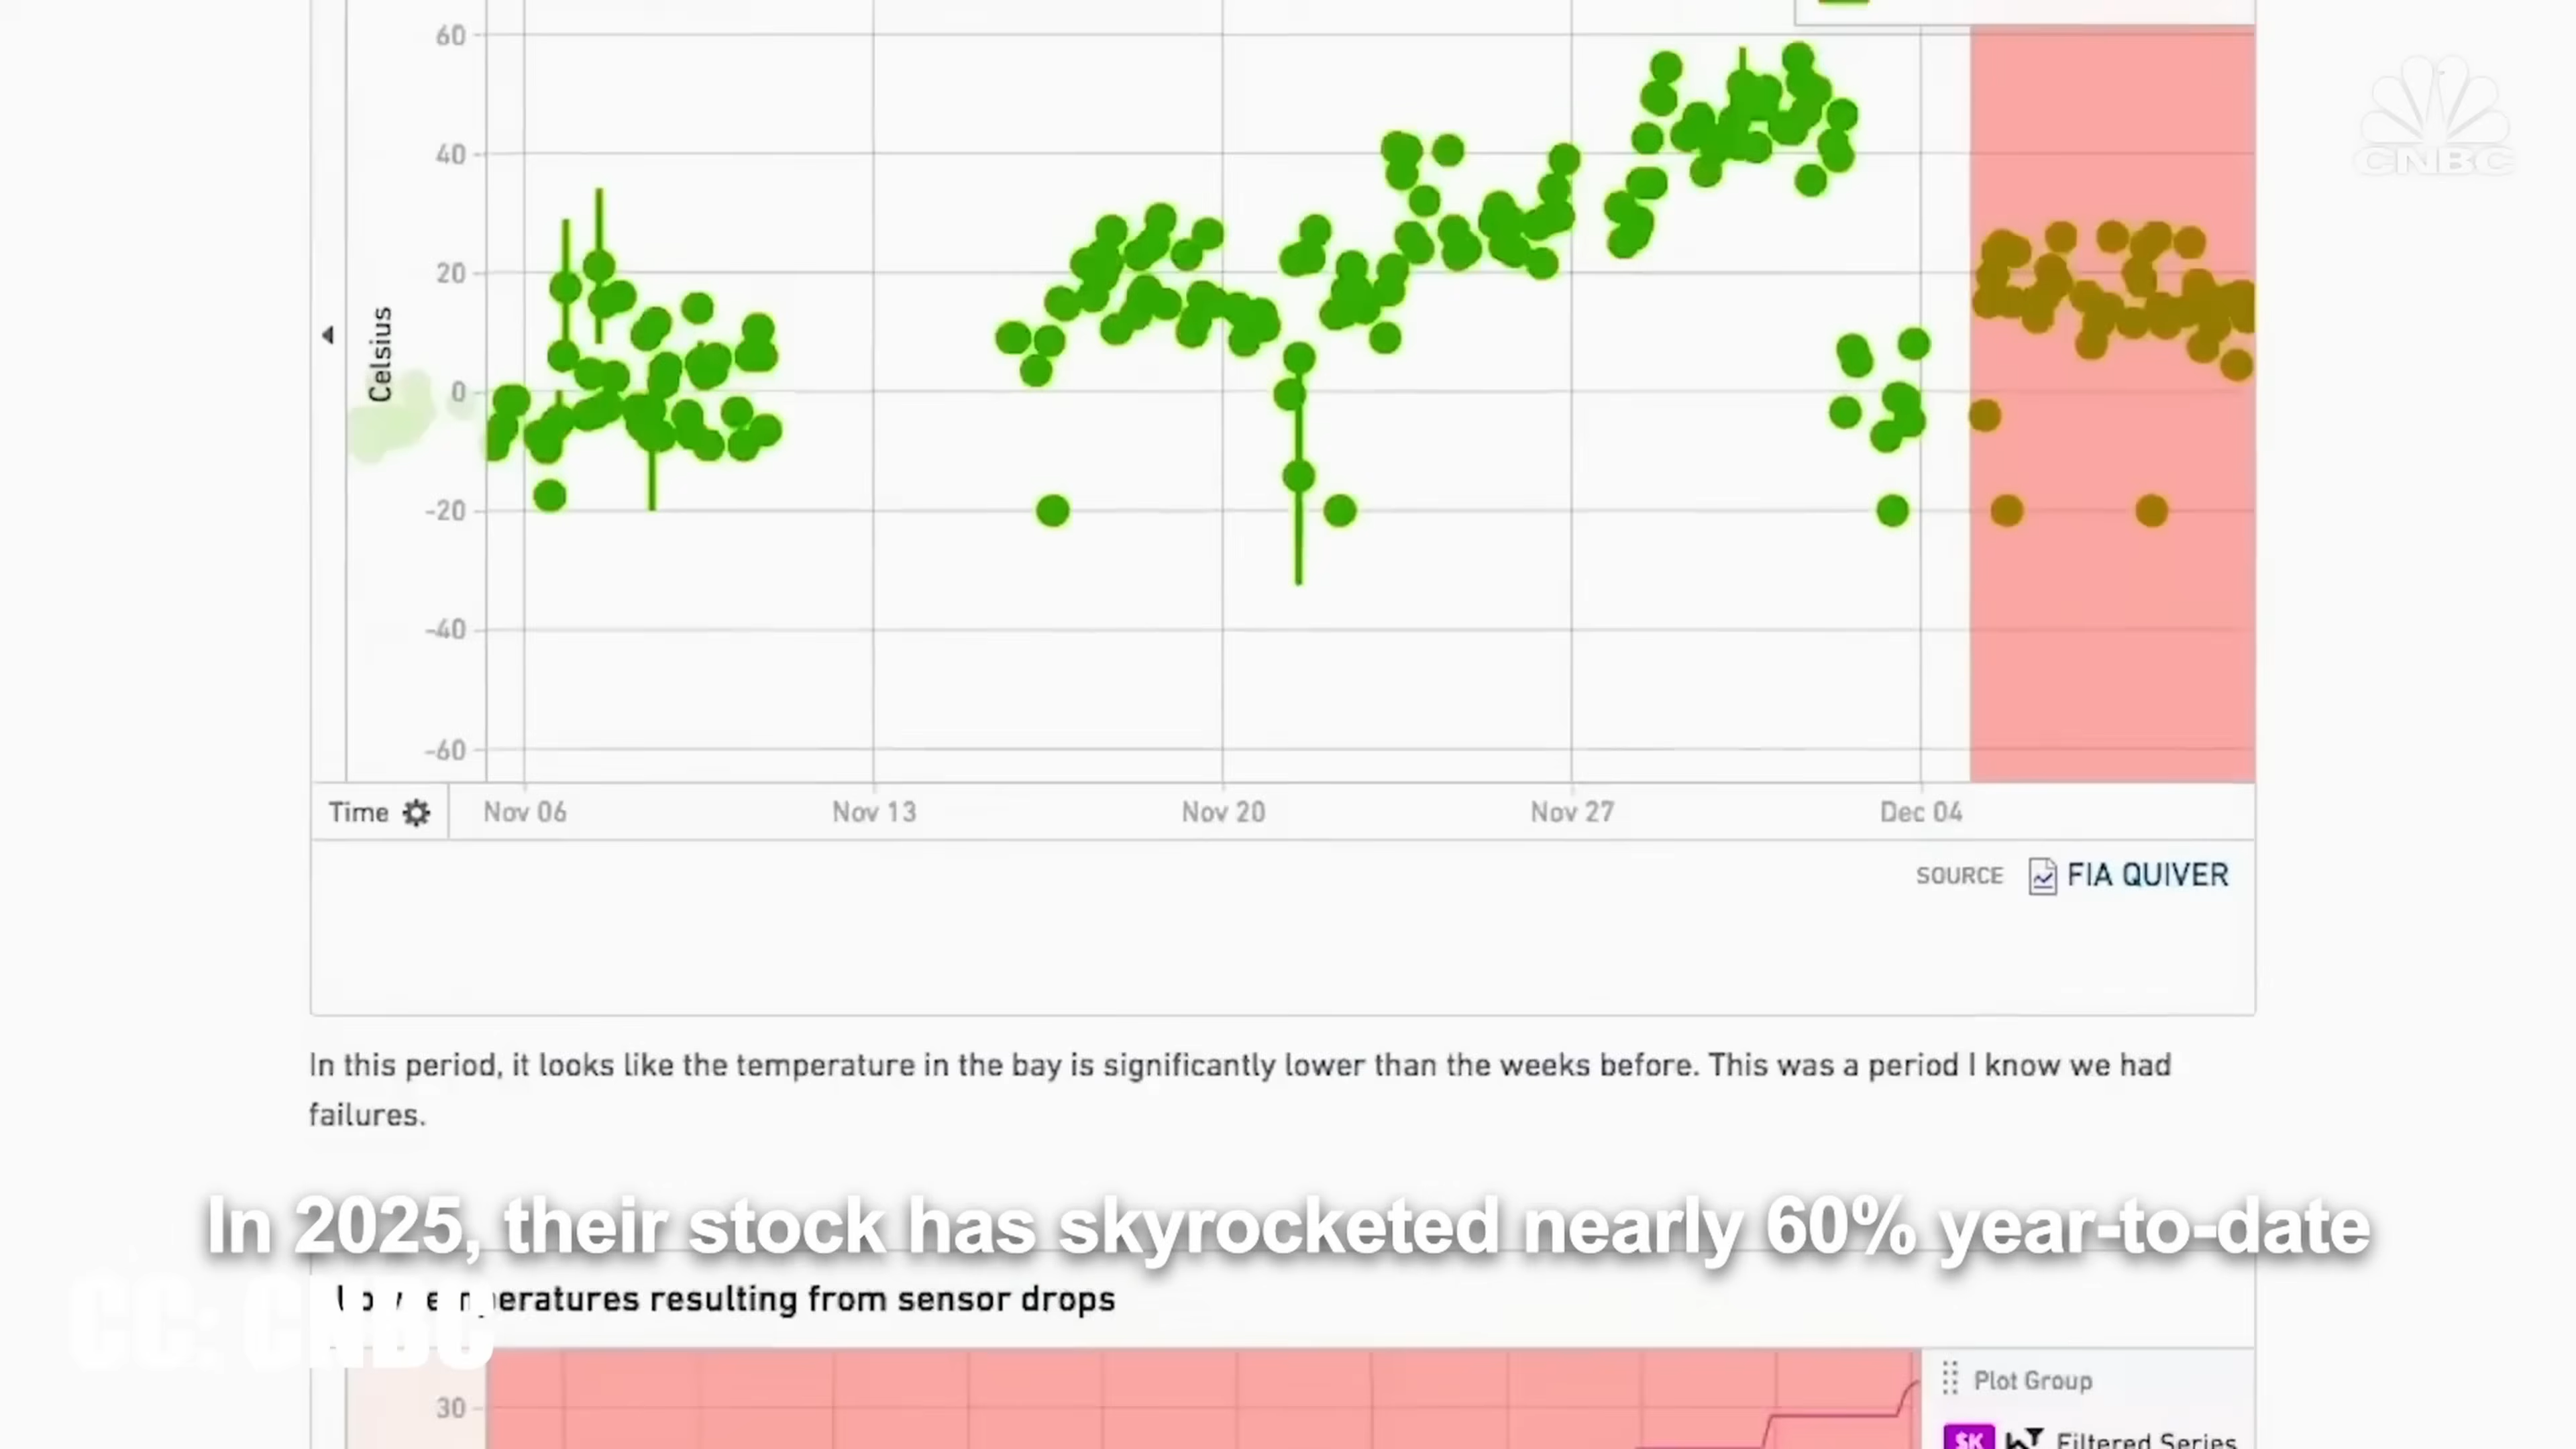 60
CNBC
40
20
Celsius
0
-20
-40
-60
Time
Nov 06
Nov 13
Nov 20
Nov 27
Dec 04
SOURCE
FIA QUIVER
In this period, it looks like the temperature in the bay is significantly lower than the weeks before. This was a period I know we had
failures.
In 2025, their stock has skyrocketed nearly 60% year-to-date
resulting from sensor drops
CC: CNBC
Plot Group
30
SK
Filtered Series